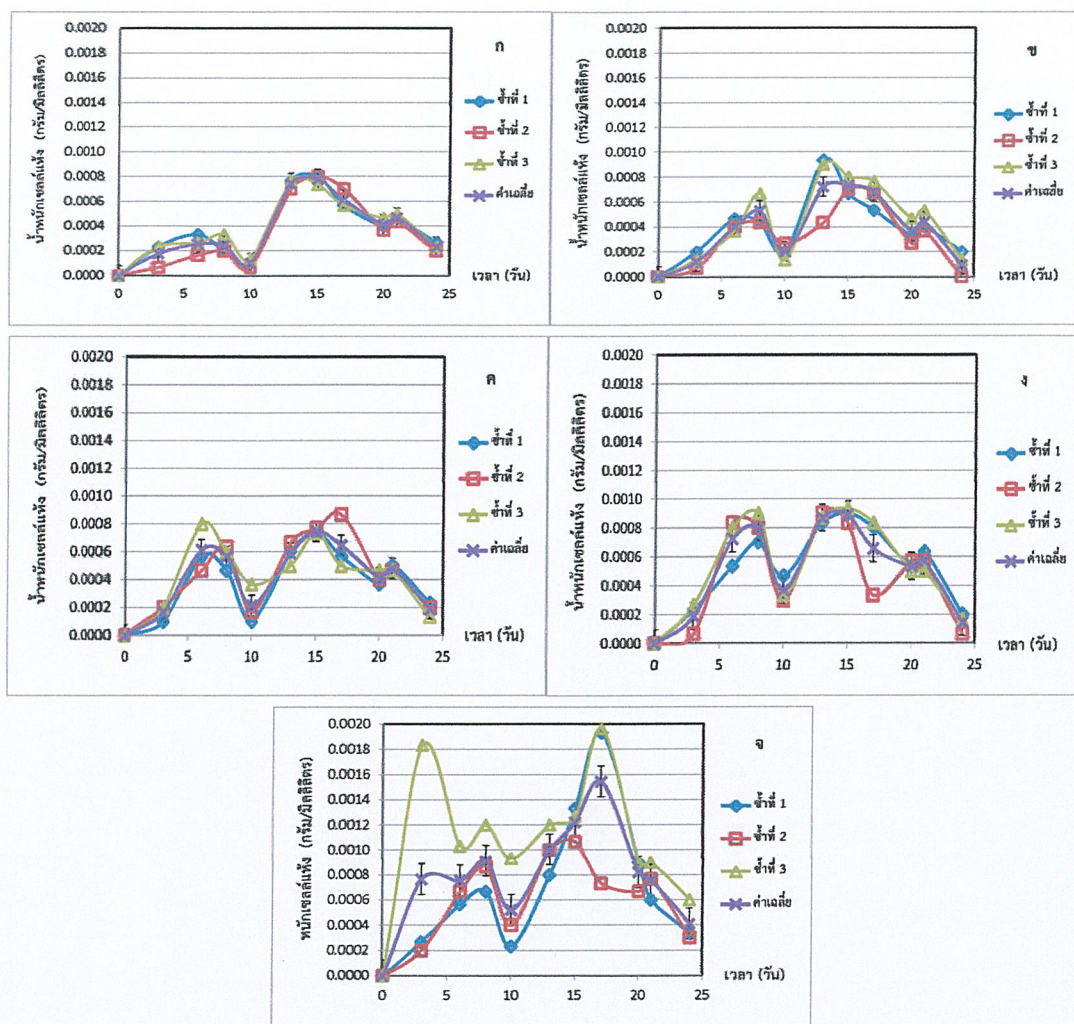 ก
น้ำหนักเซลล์แห้ง (กรัม/มิลลิลิตร)
0.0020
0.0018
0.0016
0.0014
0.0012
0.0010
0.0008
0.0006
0.0004
0.0002
0.0000
0 5 10 15 20 25
เวลา (วัน)
ซ้ำที่ 1
ซ้ำที่ 2
ซ้ำที่ 3
ค่าเฉลี่ย
ข
น้ำหนักเซลล์แห้ง (กรัม/มิลลิลิตร)
0.0020
0.0018
0.0016
0.0014
0.0012
0.0010
0.0008
0.0006
0.0004
0.0002
0.0000
0 5 10 15 20 25
เวลา (วัน)
ซ้ำที่ 1
ซ้ำที่ 2
ซ้ำที่ 3
ค่าเฉลี่ย
ค
น้ำหนักเซลล์แห้ง (กรัม/มิลลิลิตร)
0.0020
0.0018
0.0016
0.0014
0.0012
0.0010
0.0008
0.0006
0.0004
0.0002
0.0000
0 5 10 15 20 25
เวลา (วัน)
ซ้ำที่ 1
ซ้ำที่ 2
ซ้ำที่ 3
ค่าเฉลี่ย
ง
น้ำหนักเซลล์แห้ง (กรัม/มิลลิลิตร)
0.0020
0.0018
0.0016
0.0014
0.0012
0.0010
0.0008
0.0006
0.0004
0.0002
0.0000
0 5 10 15 20 25
เวลา (วัน)
ซ้ำที่ 1
ซ้ำที่ 2
ซ้ำที่ 3
ค่าเฉลี่ย
จ
หนักเซลล์แห้ง (กรัม/มิลลิลิตร)
0.0020
0.0018
0.0016
0.0014
0.0012
0.0010
0.0008
0.0006
0.0004
0.0002
0.0000
0 5 10 15 20 25
เวลา (วัน)
ซ้ำที่ 1
ซ้ำที่ 2
ซ้ำที่ 3
ค่าเฉลี่ย